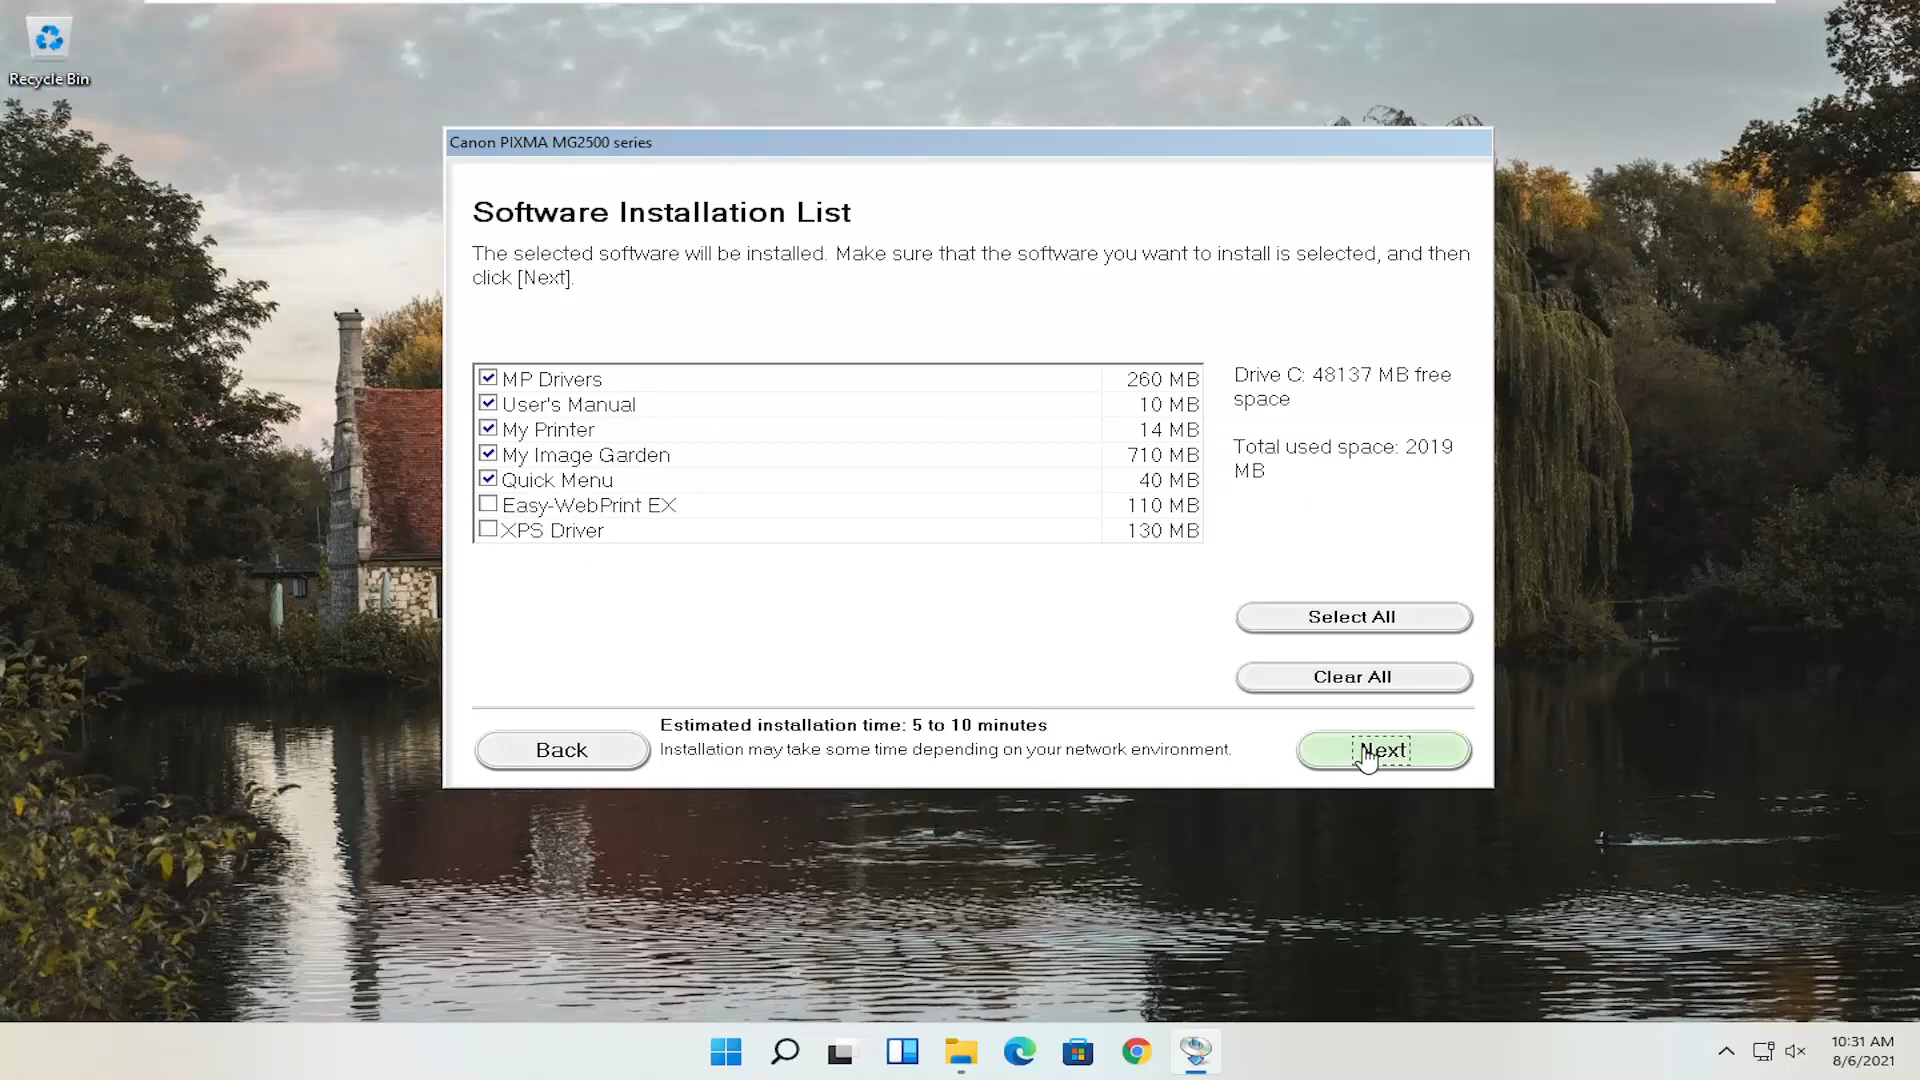 Recycle Bin
Canon PIXMA MG2500 series
Software Installation List
The selected software will be installed. Make sure that the software you want to install is selected, and then
click [Next].
MP Drivers 260 MB
User's Manual 10 MB
My Printer 14 MB
My Image Garden 710 MB
Quick Menu 40 MB
Easy-WebPrint EX 110 MB
XPS Driver 130 MB
Drive C: 48137 MB free
space
Total used space: 2019
MB
Select All
Clear All
Estimated installation time: 5 to 10 minutes
Back
Installation may take some time depending on your network environment.
Next
10:31 AM
8/6/2021